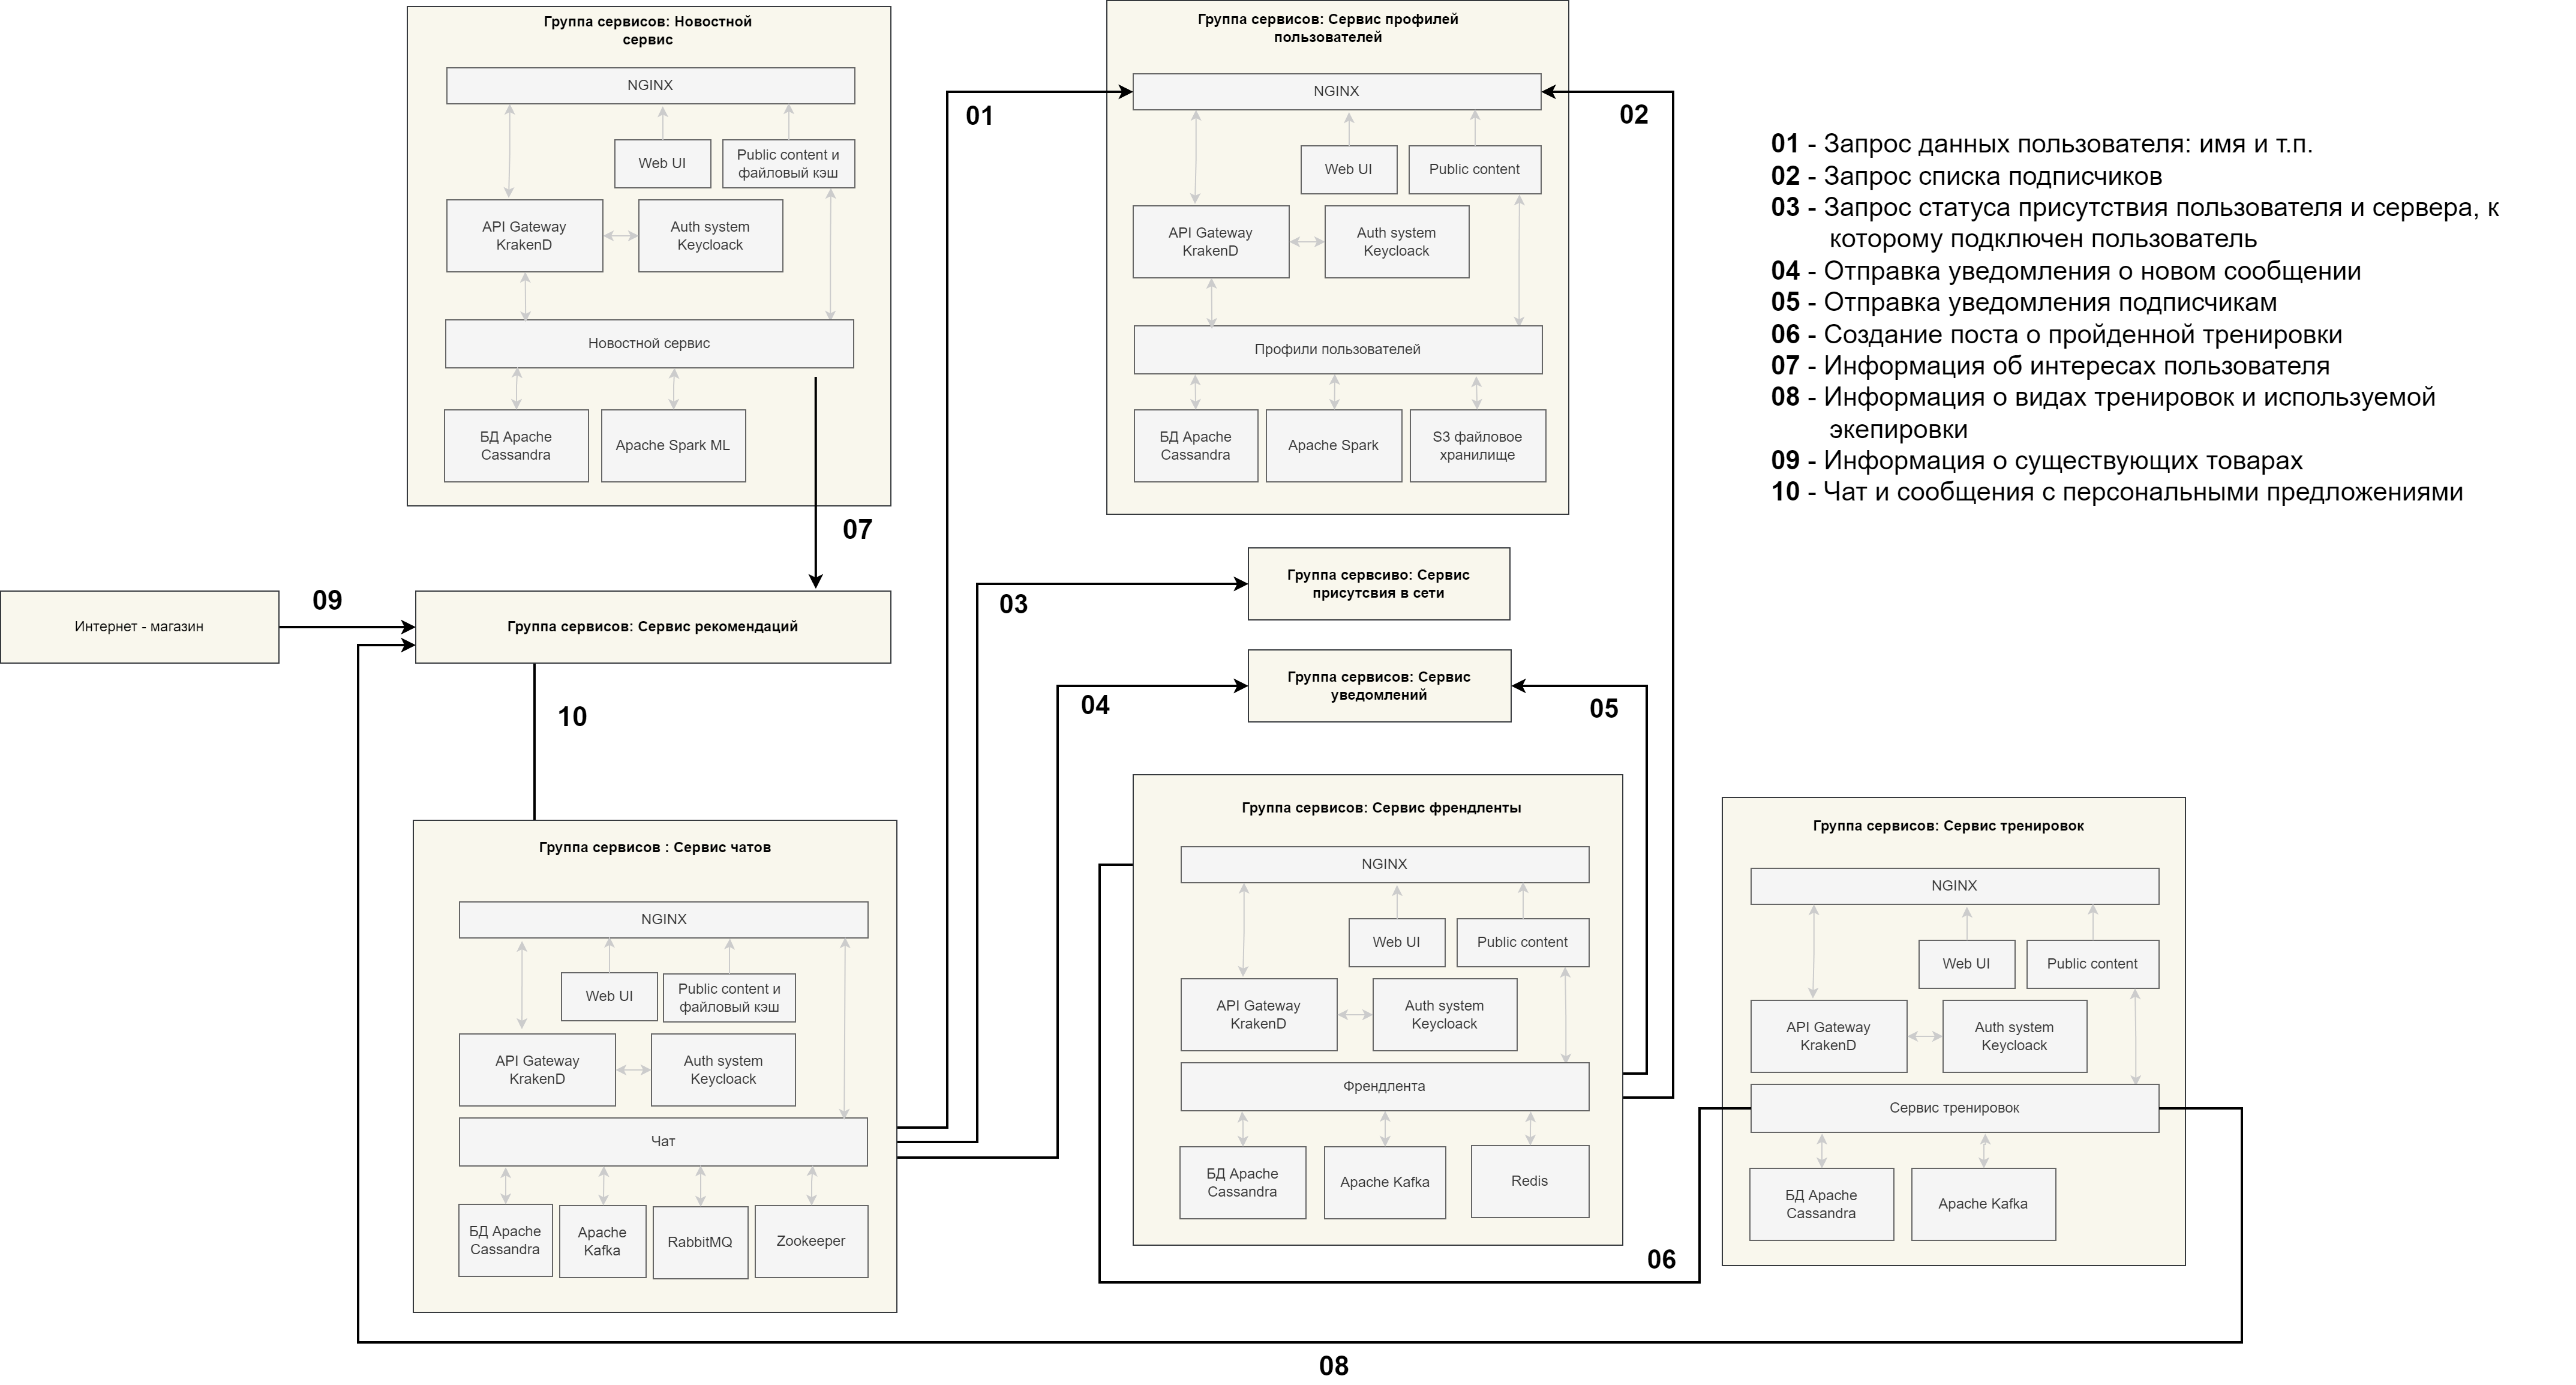 Группа сервисов: Новостной
сервис
NGINX
Web UI
Public content и
файловый кэш
API Gateway
KrakenD
Auth system
Keycloack
Новостной сервис
БД Apache
Cassandra
Apache Spark ML
Группа сервисов: Сервис профилей
пользователей
NGINX
Web UI
Public content
API Gateway
KrakenD
Auth system
Keycloack
Профили пользователей
БД Apache
Cassandra
Apache Spark
S3 файловое
хранилище
01
02
01 - Запрос данных пользователя: имя и т.п.
02 - Запрос списка подписчиков
03 - Запрос статуса присутствия пользователя и сервера, к
которому подключен пользователь
04 - Отправка уведомления о новом сообщении
05 - Отправка уведомления подписчикам
06 - Создание поста о пройденной тренировки
07 - Информация об интересах пользователя
08 - Информация о видах тренировок и используемой
экепировки
09 - Информация о существующих товарах
10 - Чат и сообщения с персональными предложениями
07
Интернет - магазин
09
Группа сервисов: Сервис рекомендаций
10
03
Группа сервсиво: Сервис
присутсвия в сети
04
Группа сервисов: Сервис
уведомлений
05
Группа сервисов : Сервис чатов
NGINX
Web UI
Public content и
файловый кэш
API Gateway
KrakenD
Auth system
Keycloack
Чат
БД Apache
Cassandra
Apache
Kafka
RabbitMQ
Zookeeper
Группа сервисов: Сервис френдленты
NGINX
Web UI
Public content
API Gateway
KrakenD
Auth system
Keycloack
Френдлента
БД Apache
Cassandra
Apache Kafka
Redis
06
Группа сервисов: Сервис тренировок
NGINX
Web UI
Public content
API Gateway
KrakenD
Auth system
Keycloack
Сервис тренировок
БД Apache
Cassandra
Apache Kafka
08